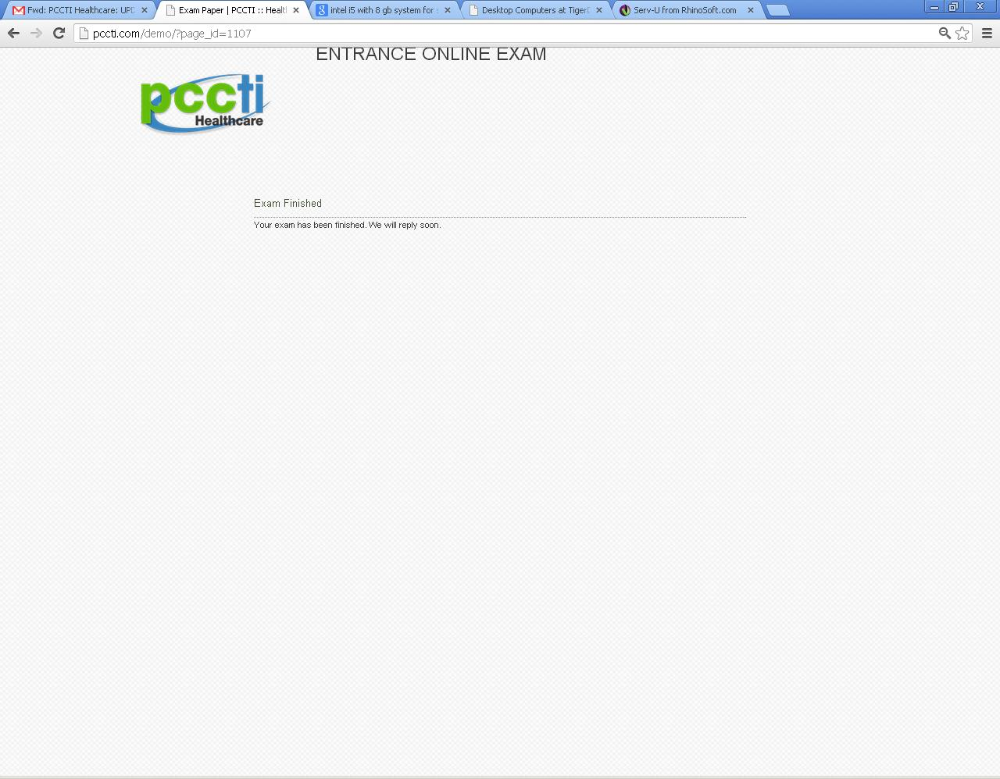 Fwd: PCCTI Healthcare: UPD
Exam Paper | PCCTI :: Healt
intel i5 with 8 gb system for s
Desktop Computers at Tiger
Serv-U from RhinoSoft.com
pccti.com/demo/?page_id=1107
ENTRANCE ONLINE EXAM
pccti
Healthcare
Exam Finished
Your exam has been finished. We will reply soon.